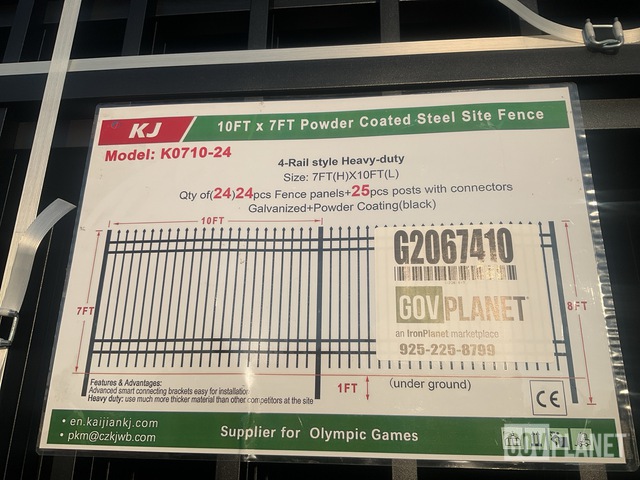 KJ
10FT x 7FT Powder Coated Steel Site Fence
Model: K0710-24
4-Rail style Heavy-duty
Size: 7FT(H)X10FT(L)
Qty of(24)24pcs Fence panels+25pcs posts with connectors
Galvanized+Powder Coating(black)
10FT
G2067410
GOVPLANET
an IronPlanet marketplace
925-225-8799
7FT
8FT
1FT
(under ground)
Features & Advantages:
Advanced smart connecting brackets easy for installation
Heavy duty: use much more thicker material than other competitors at the site
CE
• en.kaijiankj.com
• pkm@czkjwb.com
Supplier for Olympic Games
GOVPLANET